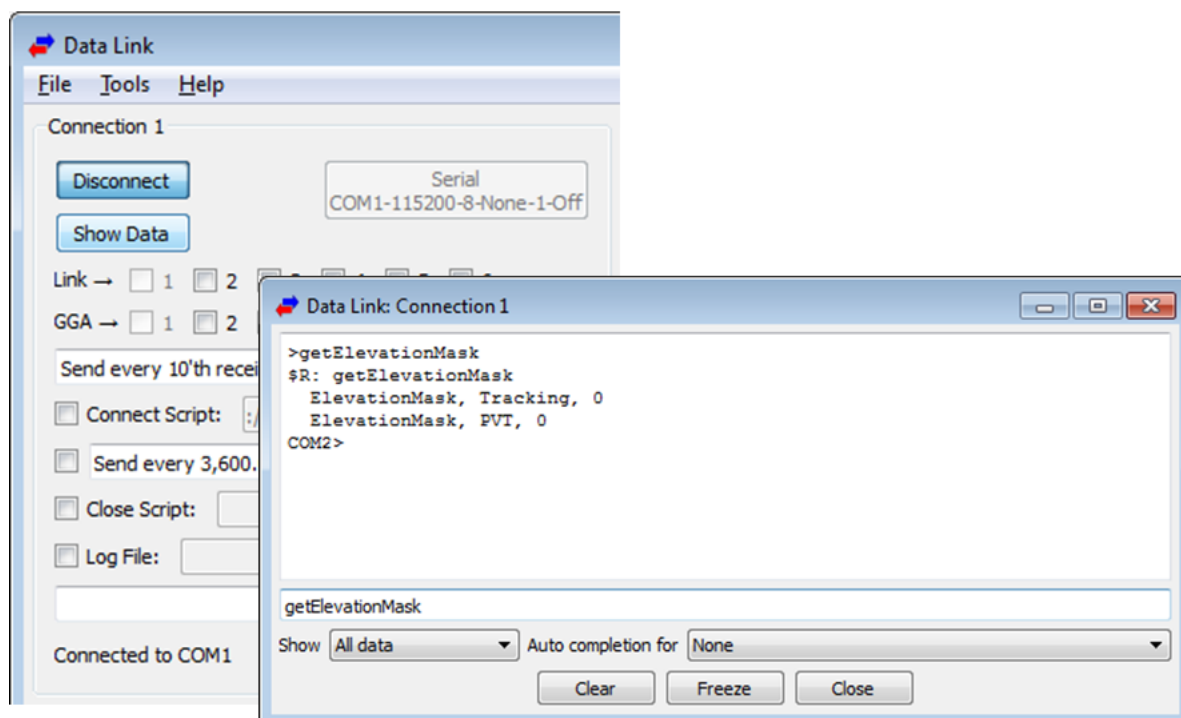 Data Link
File Tools Help
Connection 1
Disconnect
Serial
COM1-115200-8-None-1-Off
Show Data
Link → 1 2
GGA → 1 2
Send every 10'th recei
Connect Script: :/
Send every 3,600.
Close Script:
Log File:
Connected to COM1
Data Link: Connection 1
>getElevationMask
$R: getElevationMask
ElevationMask, Tracking, 0
ElevationMask, PVT, 0
COM2>
getElevationMask
Show All data Auto completion for None
Clear Freeze Close